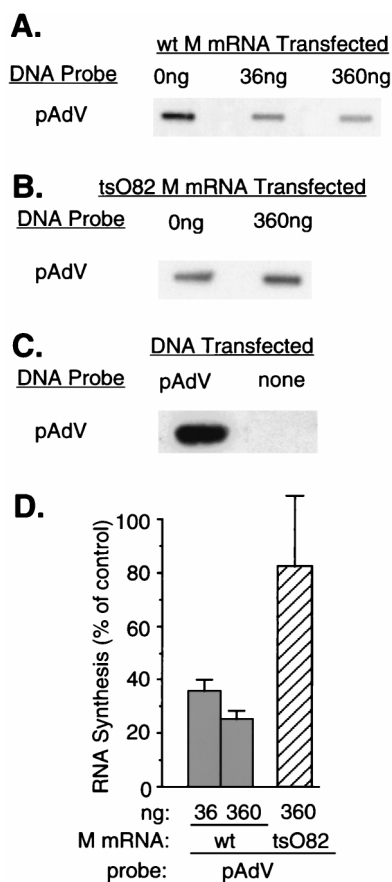 A.
wt M mRNA Transfected
DNA Probe 0ng 36ng 360ng
pAdV
B.
tsO82 M mRNA Transfected
DNA Probe 0ng 360ng
pAdV
C.
DNA Transfected
DNA Probe pAdV none
pAdV
D.
RNA Synthesis (% of control)
100
80
60
40
20
0
ng: 36 360 360
M mRNA: wt tsO82
probe: pAdV